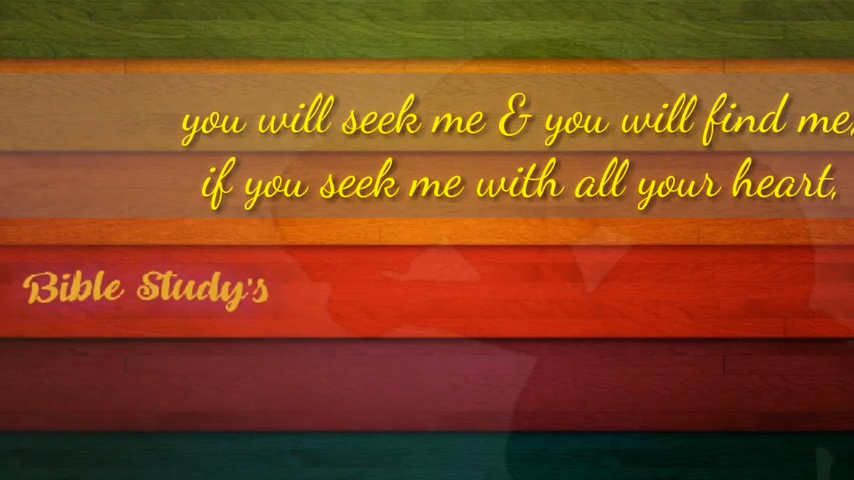 you will seek me & you will find me,
if you seek me with all your heart,
Bible Study's